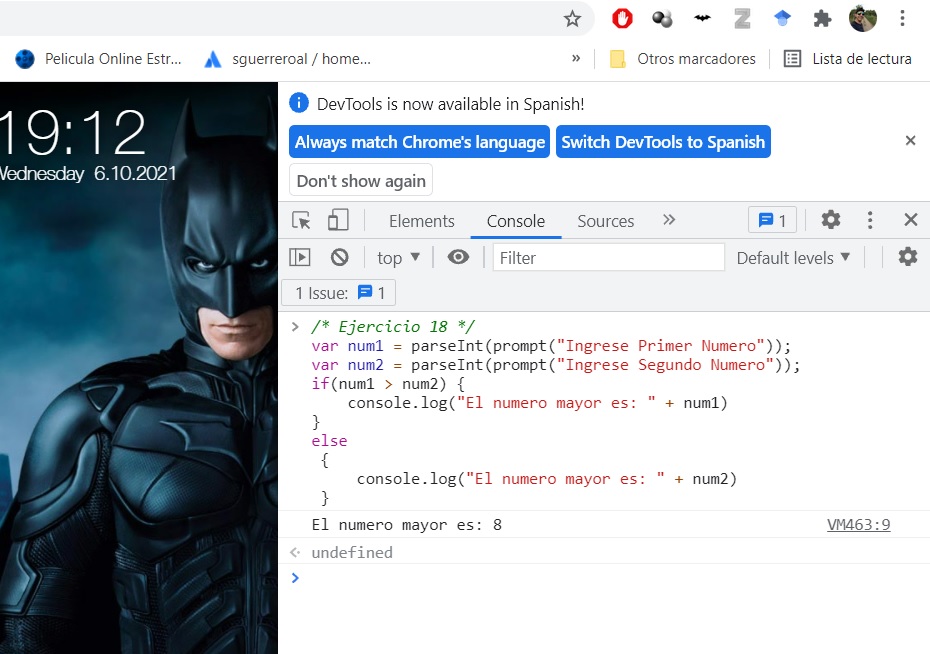 Pelicula Online Estr... sguerreroal / home... » Otros marcadores Lista de lectura
19:12
Wednesday 6.10.2021
DevTools is now available in Spanish!
Always match Chrome's language Switch DevTools to Spanish
Don't show again
Elements Console Sources » 1
top Filter Default levels
1 Issue: 1
/* Ejercicio 18 */
var num1 = parseInt(prompt("Ingrese Primer Numero"));
var num2 = parseInt(prompt("Ingrese Segundo Numero"));
if(num1 > num2) {
console.log("El numero mayor es: " + num1)
}
else
{
console.log("El numero mayor es: " + num2)
}
El numero mayor es: 8 VM463:9
undefined